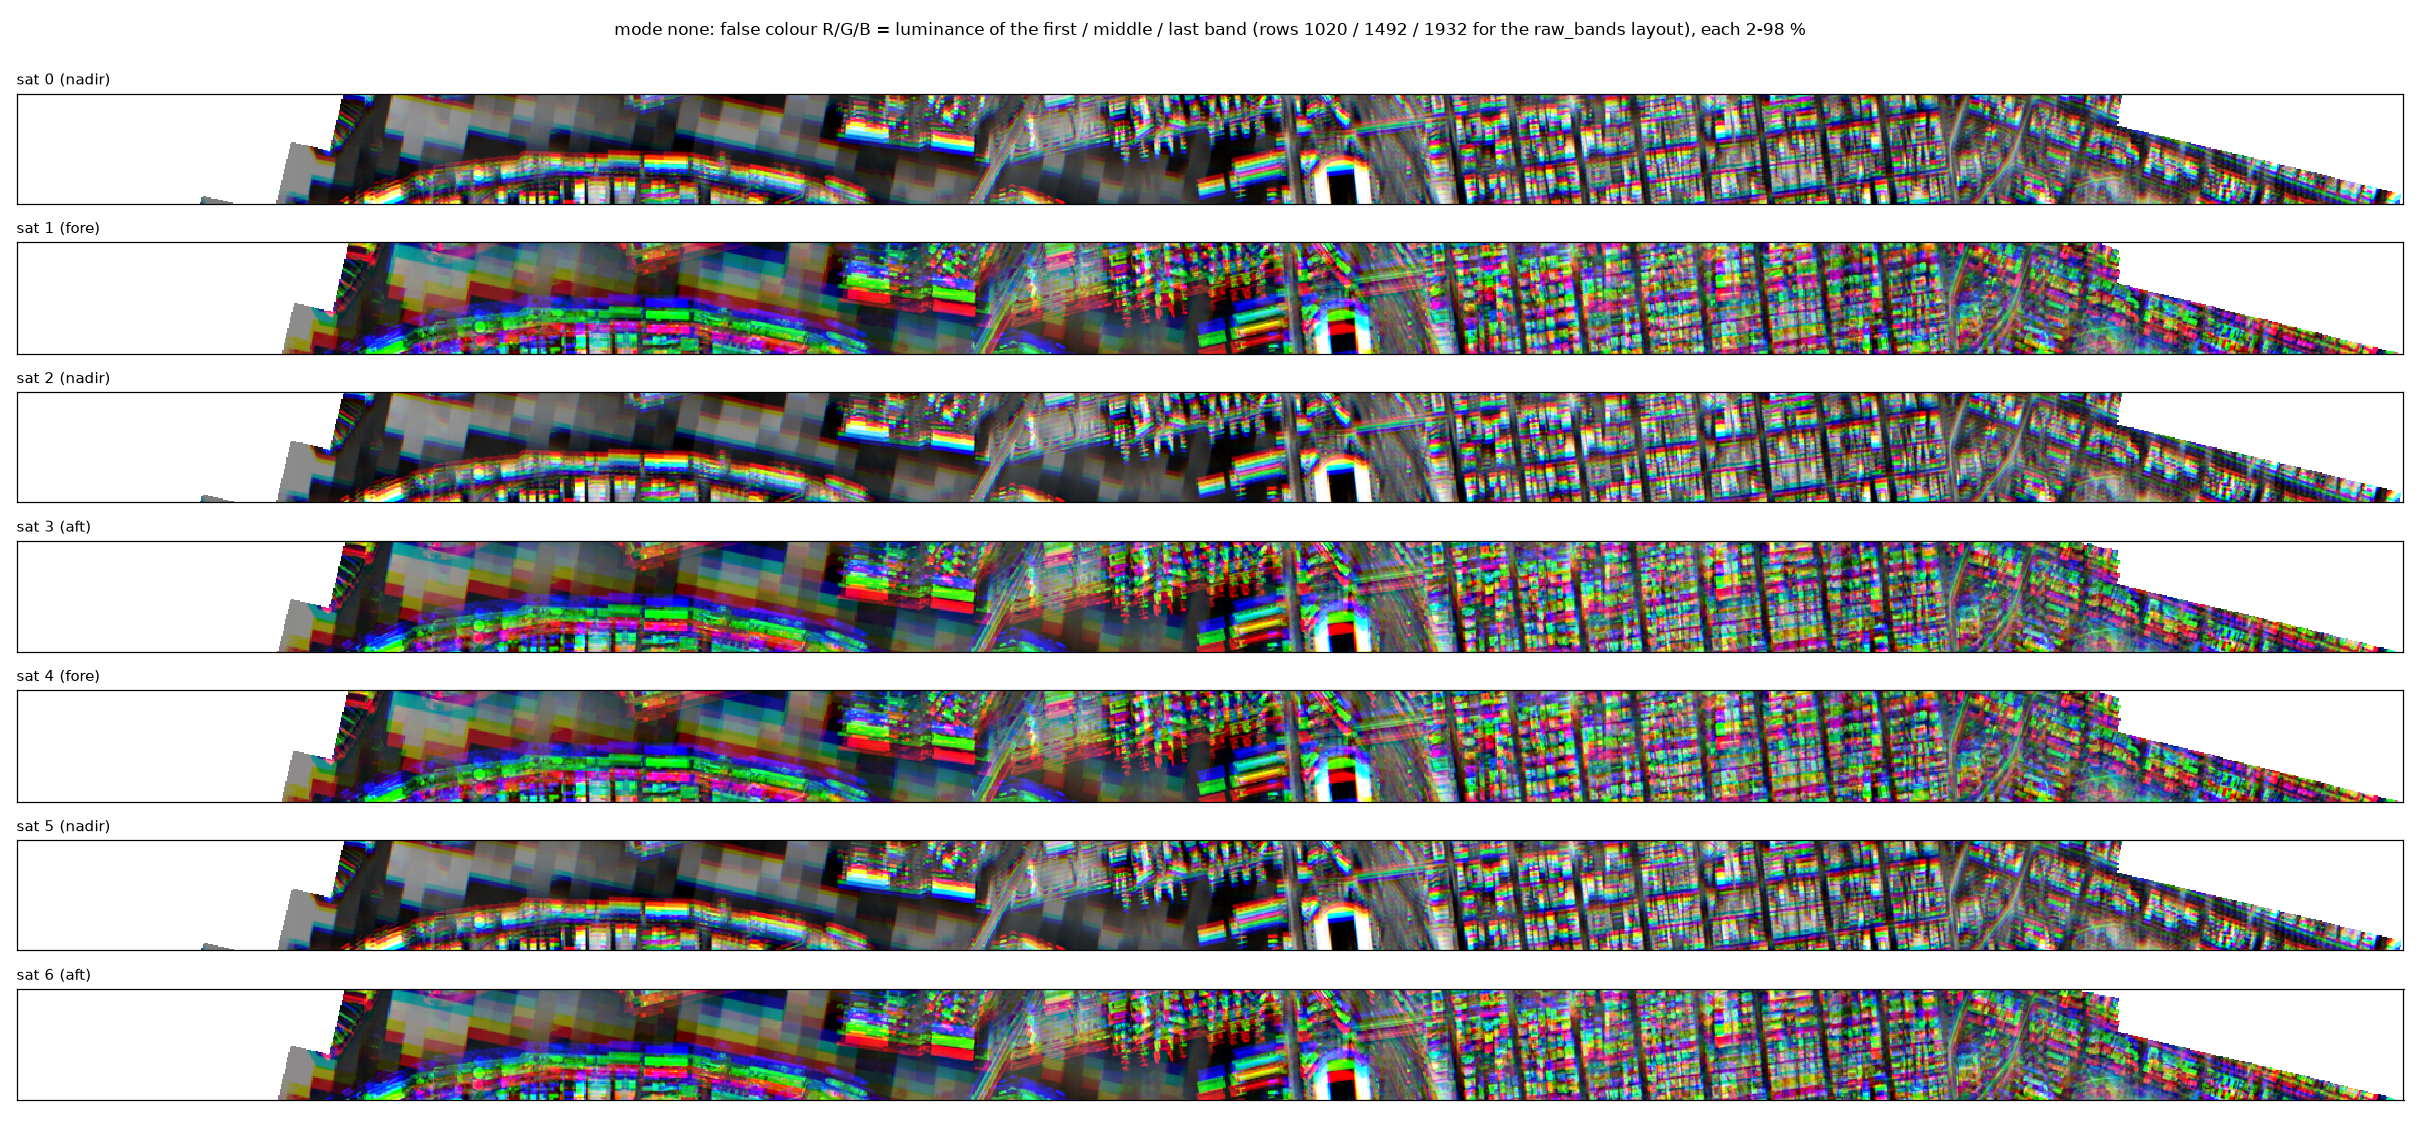 mode none: false colour R/G/B = luminance of the first / middle / last band (rows 1020 / 1492 / 1932 for the raw_bands layout), each 2-98 %
sat 0 (nadir)
sat 1 (fore)
sat 2 (nadir)
sat 3 (aft)
sat 4 (fore)
sat 5 (nadir)
sat 6 (aft)